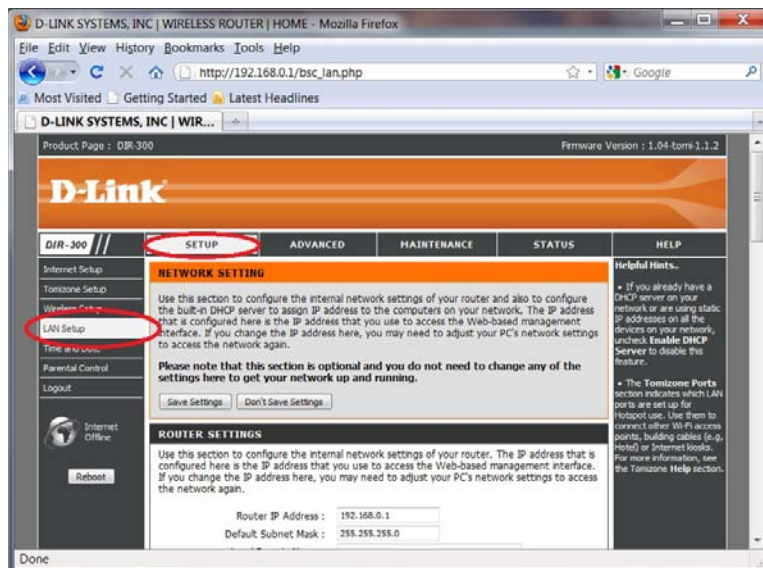 D-LINK SYSTEMS, INC | WIRELESS ROUTER | HOME - Mozilla Firefox
File Edit View History Bookmarks Tools Help
http://192.168.0.1/bsc_lan.php
Google
Most Visited Getting Started Latest Headlines
D-LINK SYSTEMS, INC | WIR...
Product Page : DIR-300
Firmware Version : 1.04-tomi-1.1.2
D-Link
DIR-300
SETUP
ADVANCED
MAINTENANCE
STATUS
HELP
Internet Setup
Tomizone Setup
Wireless Setup
LAN Setup
Time and Date
Parental Control
Logout
Internet
Offline
Reboot
NETWORK SETTING
Use this section to configure the internal network settings of your router and also to configure
the built-in DHCP server to assign IP address to the computers on your network. The IP address
that is configured here is the IP address that you use to access the Web-based management
interface. If you change the IP address here, you may need to adjust your PC's network settings
to access the network again.
Please note that this section is optional and you do not need to change any of the
settings here to get your network up and running.
Save Settings
Don't Save Settings
ROUTER SETTINGS
Use this section to configure the internal network settings of your router. The IP address that is
configured here is the IP address that you use to access the Web-based management interface.
If you change the IP address here, you may need to adjust your PC's network settings to access
the network again.
Router IP Address : 192.168.0.1
Default Subnet Mask : 255.255.255.0
Helpful Hints..
• If you already have a
DHCP server on your
network or are using static
IP addresses on all the
devices on your network,
uncheck Enable DHCP
Server to disable this
feature.
• The Tomizone Ports
section indicates which LAN
ports are set up for
Hotspot use. Use them to
connect other Wi-Fi access
points, building cables (e.g,
Hotel) or Internet kiosks.
For more information, see
the Tomizone Help section.
Done